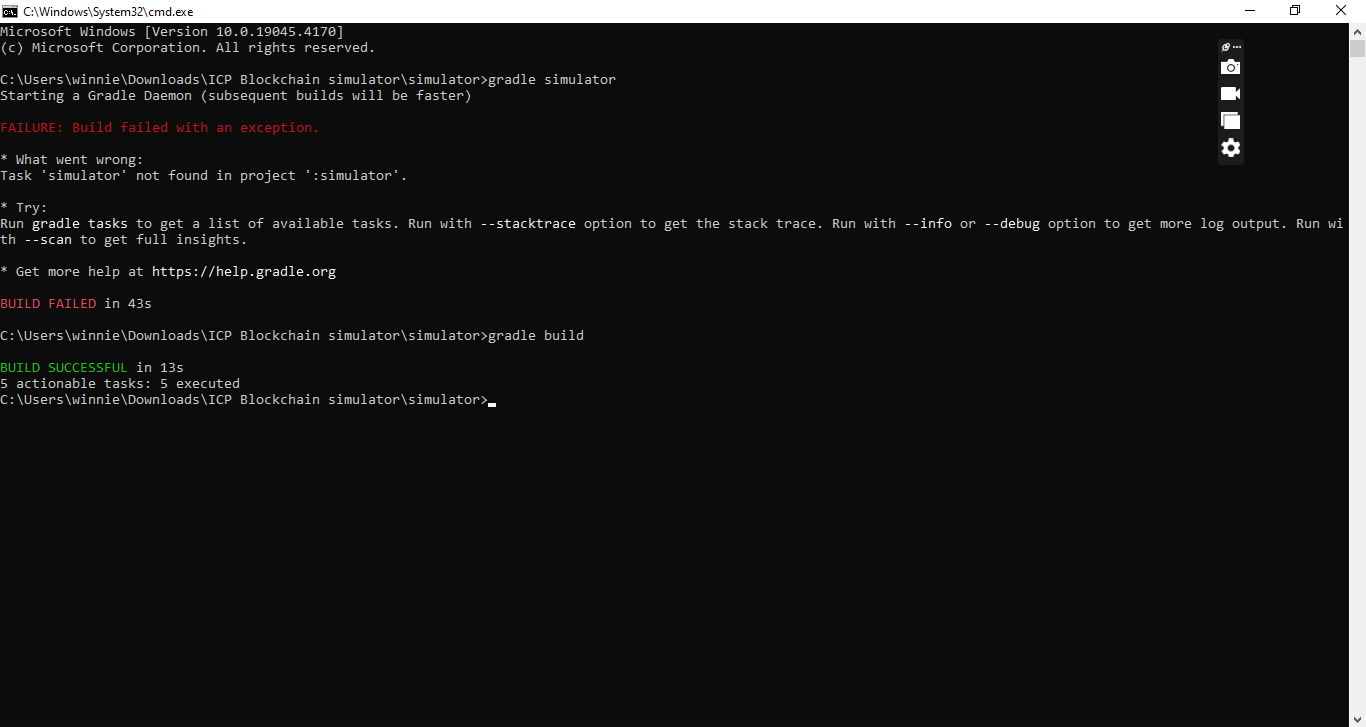 C:\Windows\System32\cmd.exe
Microsoft Windows [Version 10.0.19045.4170]
(c) Microsoft Corporation. All rights reserved.
C:\Users\winnie\Downloads\ICP Blockchain simulator\simulator>gradle simulator
Starting a Gradle Daemon (subsequent builds will be faster)
FAILURE: Build failed with an exception.
* What went wrong:
Task 'simulator' not found in project ':simulator'.
* Try:
Run gradle tasks to get a list of available tasks. Run with --stacktrace option to get the stack trace. Run with --info or --debug option to get more log output. Run wi
th --scan to get full insights.
* Get more help at https://help.gradle.org
BUILD FAILED in 43s
C:\Users\winnie\Downloads\ICP Blockchain simulator\simulator>gradle build
BUILD SUCCESSFUL in 13s
5 actionable tasks: 5 executed
C:\Users\winnie\Downloads\ICP Blockchain simulator\simulator>